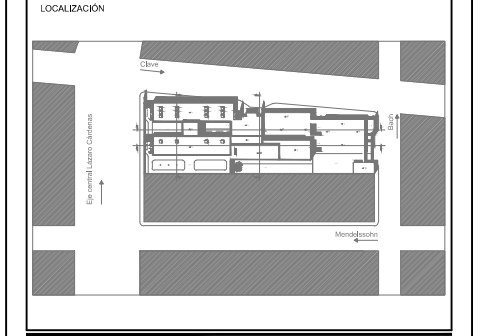 LOCALIZACIÓN
Clave
Eje central Lázaro Cárdenas
Bach
Mendelssohn